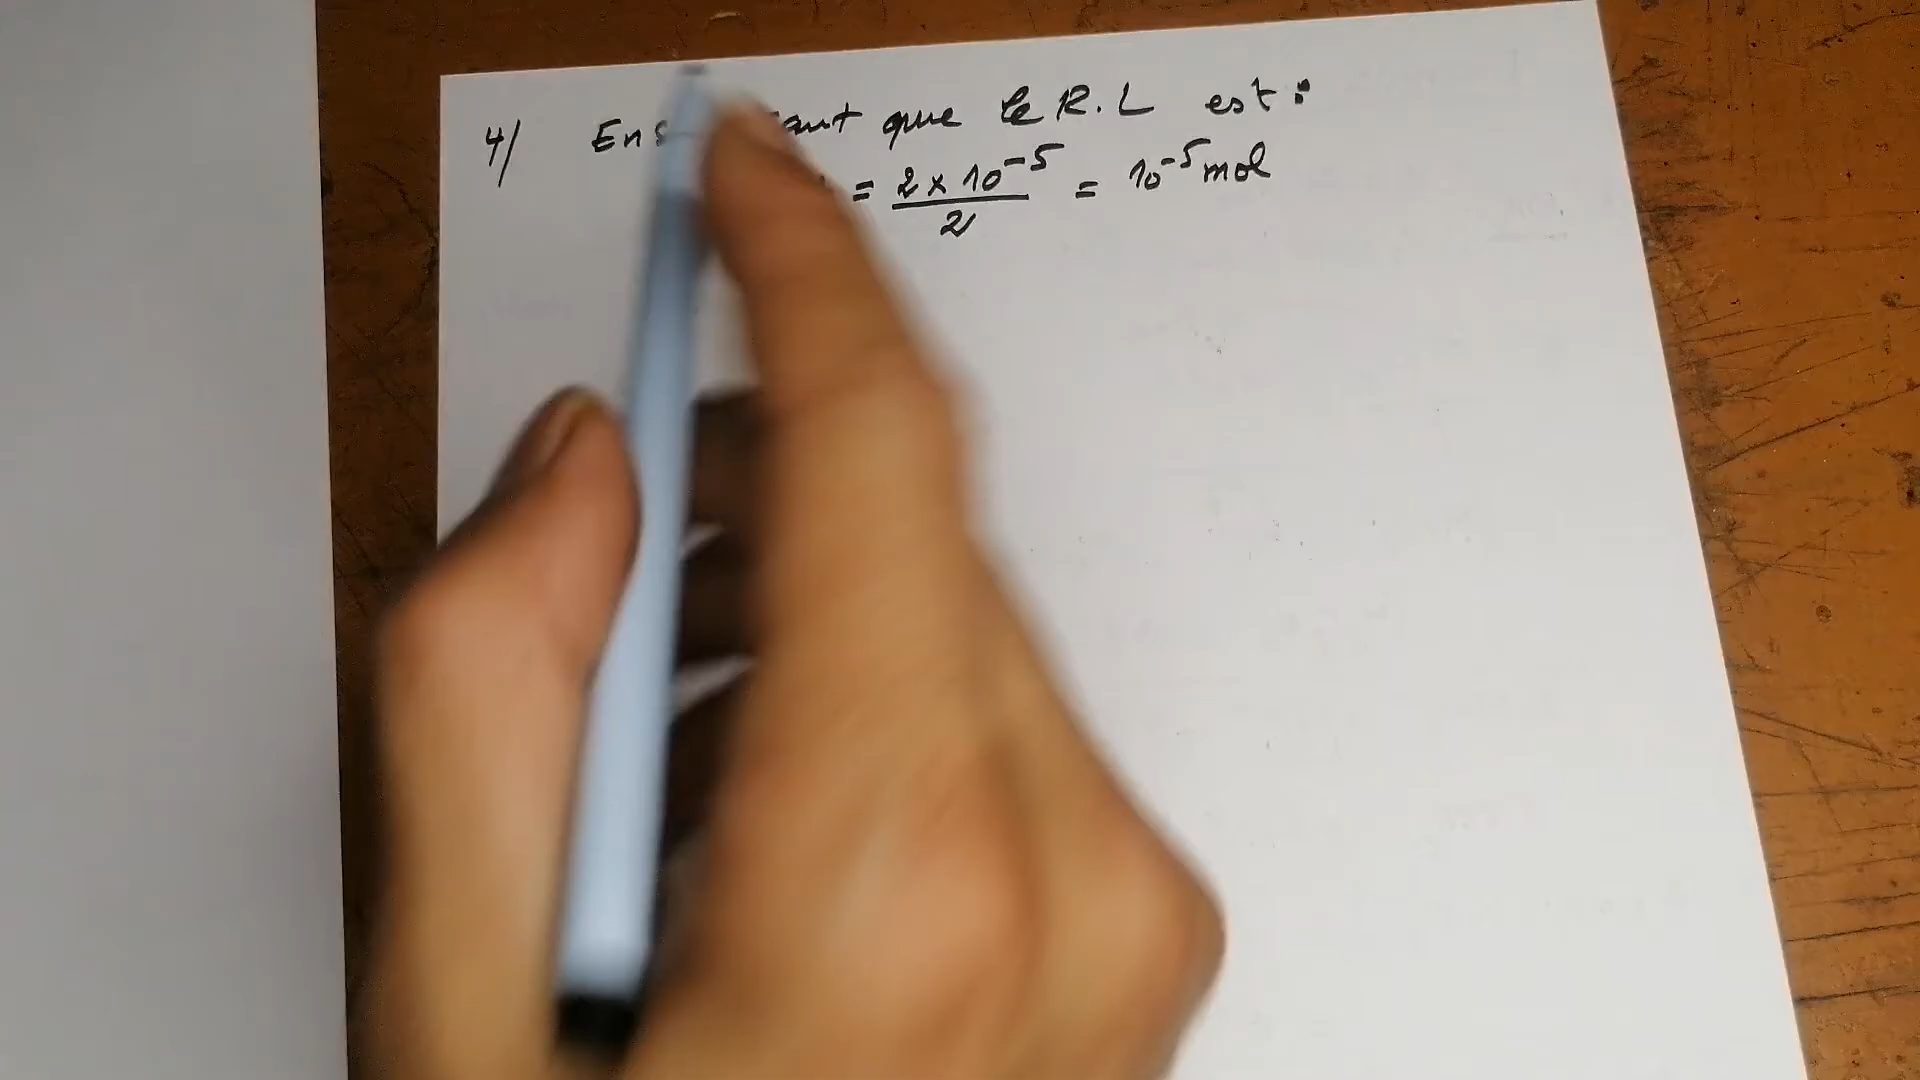 4/ En que le R.L est :
= 2 × 10⁻⁵ / 2 = 10⁻⁵ mol